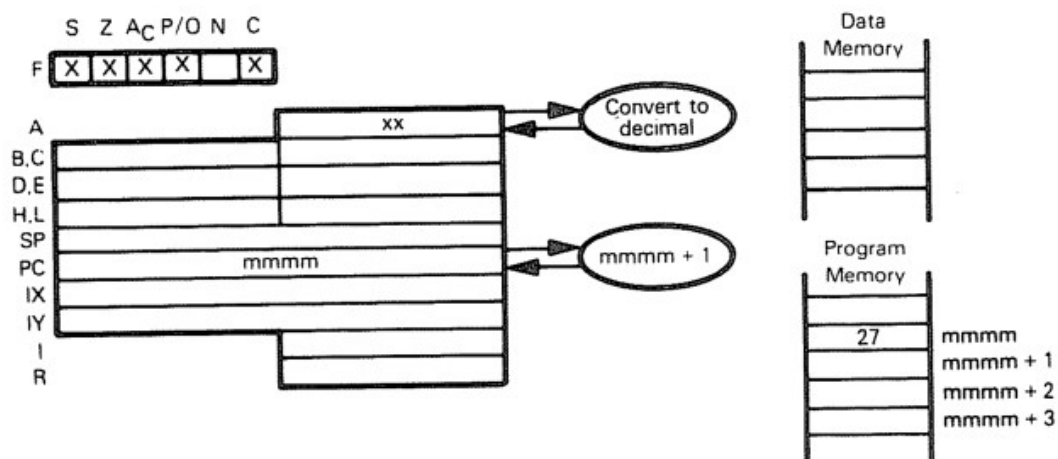 S Z AC P/O N C
F X X X X X
A xx
B,C
D,E
H,L
SP
PC mmmm
IX
IY
I
R
Convert to
decimal
mmmm + 1
Data
Memory
Program
Memory
27 mmmm
mmmm + 1
mmmm + 2
mmmm + 3